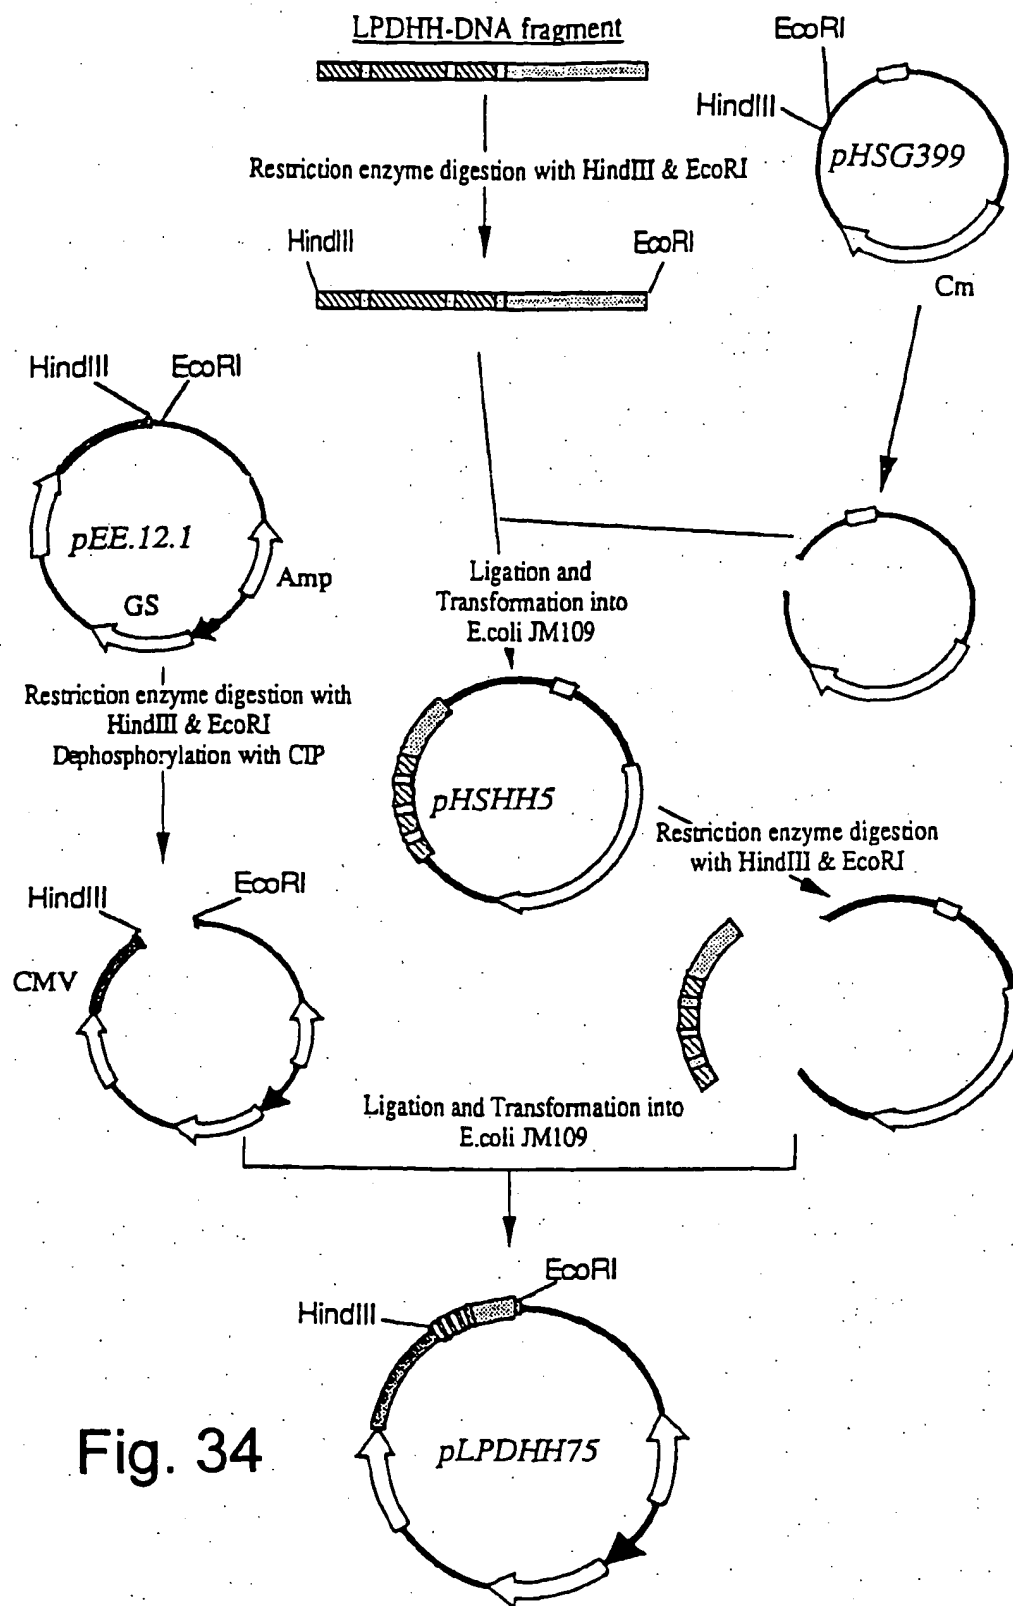 LPDHH-DNA fragment
EcoRI
HindIII
pHSG399
Restriction enzyme digestion with HindIII & EcoRI
HindIII
EcoRI
Cm
HindIII
EcoRI
pEE.12.1
Amp
GS
Ligation and
Transformation into
E.coli JM109
Restriction enzyme digestion with
HindIII & EcoRI
Dephosphorylation with CIP
pHSHH5
Restriction enzyme digestion
with HindIII & EcoRI
HindIII
EcoRI
CMV
Ligation and Transformation into
E.coli JM109
EcoRI
HindIII
pLPDHH75
Fig. 34